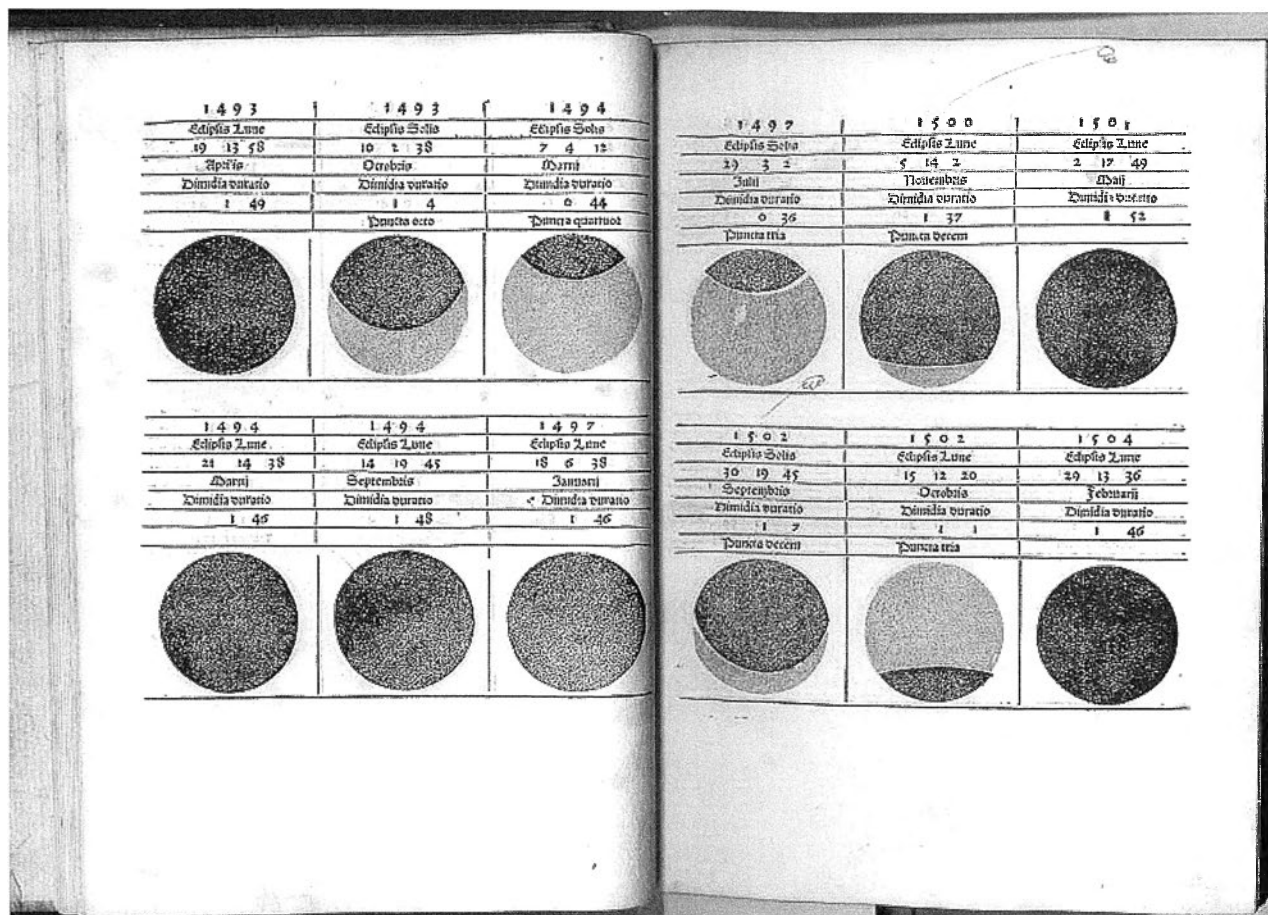 1493
Eclipsis Lune
19 13 58
Aprilis
Dimidia duratio
1 49
1493
Eclipsis Solis
10 2 38
Octobris
Dimidia duratio
1 4
Puncta octo
1494
Eclipsis Solis
7 4 12
Marcij
Dimidia duratio
0 44
Puncta quattuor
1494
Eclipsis Lune
21 14 38
Marcij
Dimidia duratio
1 46
1494
Eclipsis Lune
14 19 45
Septembris
Dimidia duratio
1 48
1497
Eclipsis Lune
18 6 38
Januarij
Dimidia duratio
1 46
1497
Eclipsis Solis
29 3 2
Julij
Dimidia duratio
0 36
Puncta tria
1500
Eclipsis Lune
5 14 2
Nouembris
Dimidia duratio
1 37
Puncta decem
1501
Eclipsis Lune
2 17 49
Maij
Dimidia duratio
1 52
1502
Eclipsis Solis
30 19 45
Septembris
Dimidia duratio
1 7
Puncta decem
1502
Eclipsis Lune
15 12 20
Octobris
Dimidia duratio
1 1
Puncta tria
1504
Eclipsis Lune
29 13 36
Februarij
Dimidia duratio
1 46